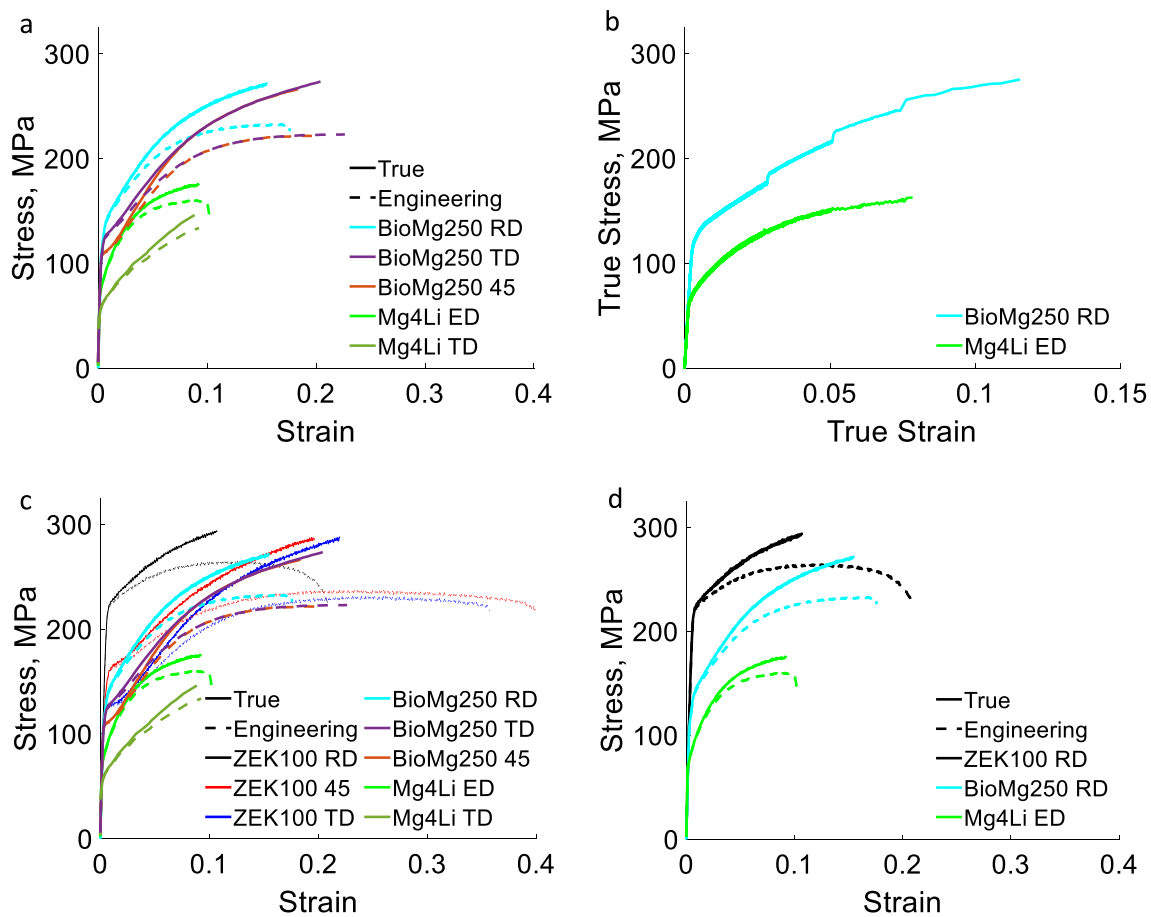 a
300
200
100
0
Stress, MPa
True
Engineering
BioMg250 RD
BioMg250 TD
BioMg250 45
Mg4Li ED
Mg4Li TD
0 0.1 0.2 0.3 0.4
Strain
b
300
200
100
0
True Stress, MPa
BioMg250 RD
Mg4Li ED
0 0.05 0.1 0.15
True Strain
c
300
200
100
0
Stress, MPa
True
Engineering
ZEK100 RD
ZEK100 45
ZEK100 TD
BioMg250 RD
BioMg250 TD
BioMg250 45
Mg4Li ED
Mg4Li TD
0 0.1 0.2 0.3 0.4
Strain
d
300
200
100
0
Stress, MPa
True
Engineering
ZEK100 RD
BioMg250 RD
Mg4Li ED
0 0.1 0.2 0.3 0.4
Strain